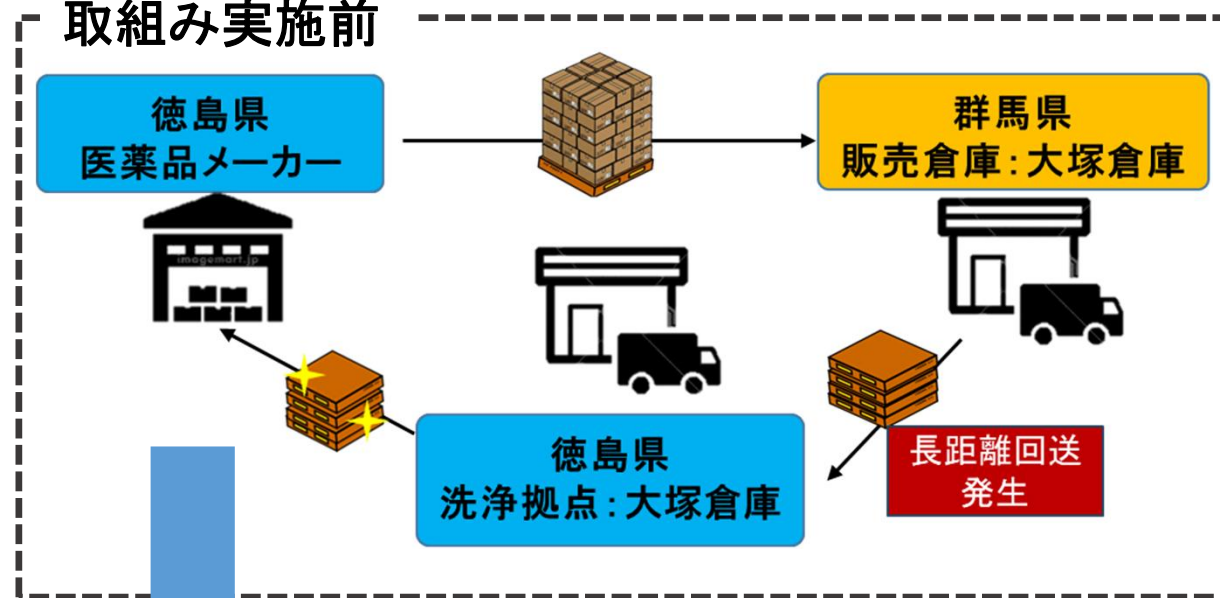 取組み実施前
徳島県
医薬品メーカー
群馬県
販売倉庫：大塚倉庫
imagemart.jp
徳島県
洗浄拠点：大塚倉庫
長距離回送
発生